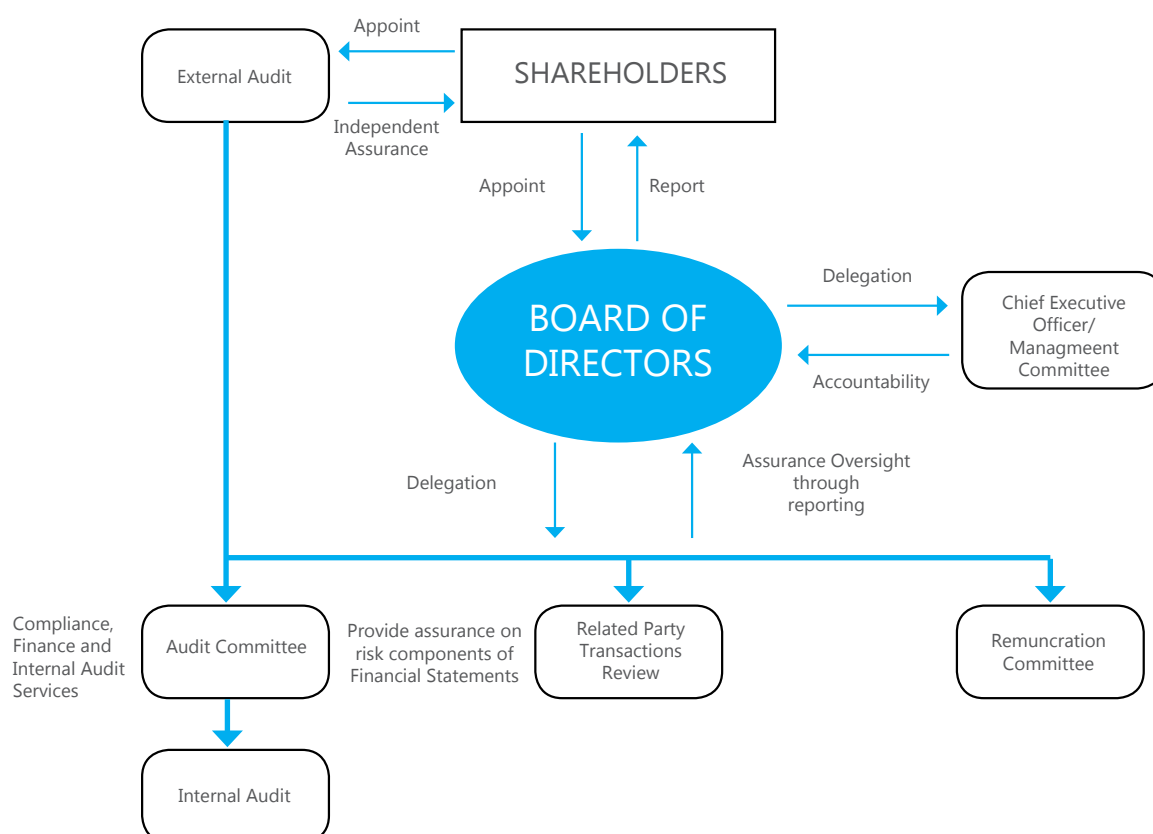 Appoint
External Audit
SHAREHOLDERS
Independent
Assurance
Appoint
Report
BOARD OF
DIRECTORS
Delegation
Chief Executive
Officer/
Managmeent
Committee
Accountability
Delegation
Assurance Oversight
through
reporting
Compliance,
Finance and
Internal Audit
Services
Audit Committee
Provide assurance on
risk components of
Financial Statements
Related Party
Transactions
Review
Remuncration
Committee
Internal Audit